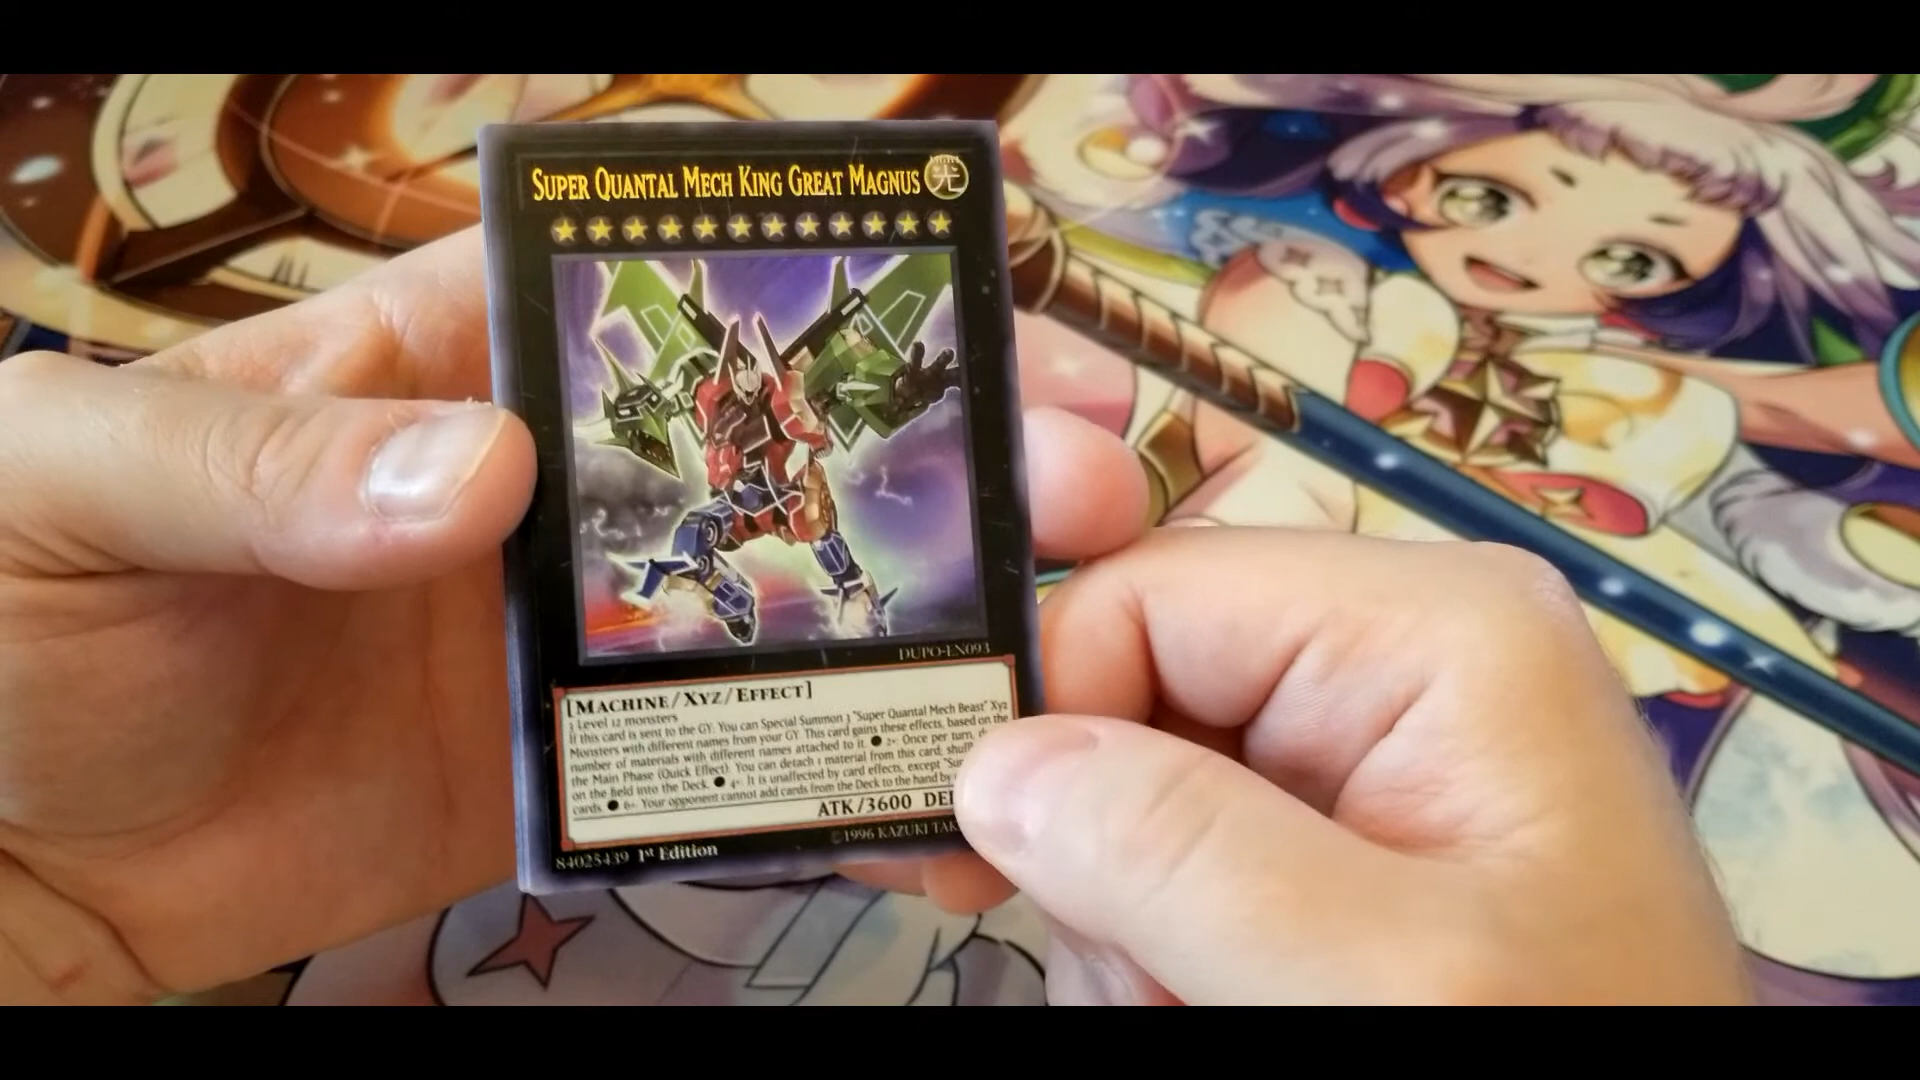 SUPER QUANTAL MECH KING GREAT MAGNUS
LIGHT
光
DUPO-EN093
[MACHINE/XYZ/EFFECT]
3 Level 12 monsters
If this card is sent to the GY: You can Special Summon 3 "Super Quantal Mech Beast" Xyz
Monsters with different names from your GY. This card gains these effects, based on the
number of materials with different names attached to it. ● 2+: Once per turn,
the Main Phase (Quick Effect): You can detach 1 material from this card; shuff
on the field into the Deck. ● 4+: It is unaffected by card effects, except "Su
cards. ● 6+: Your opponent cannot add cards from the Deck to the hand by
ATK/3600 DE
©1996 KAZUKI TAK
84025439 1st Edition